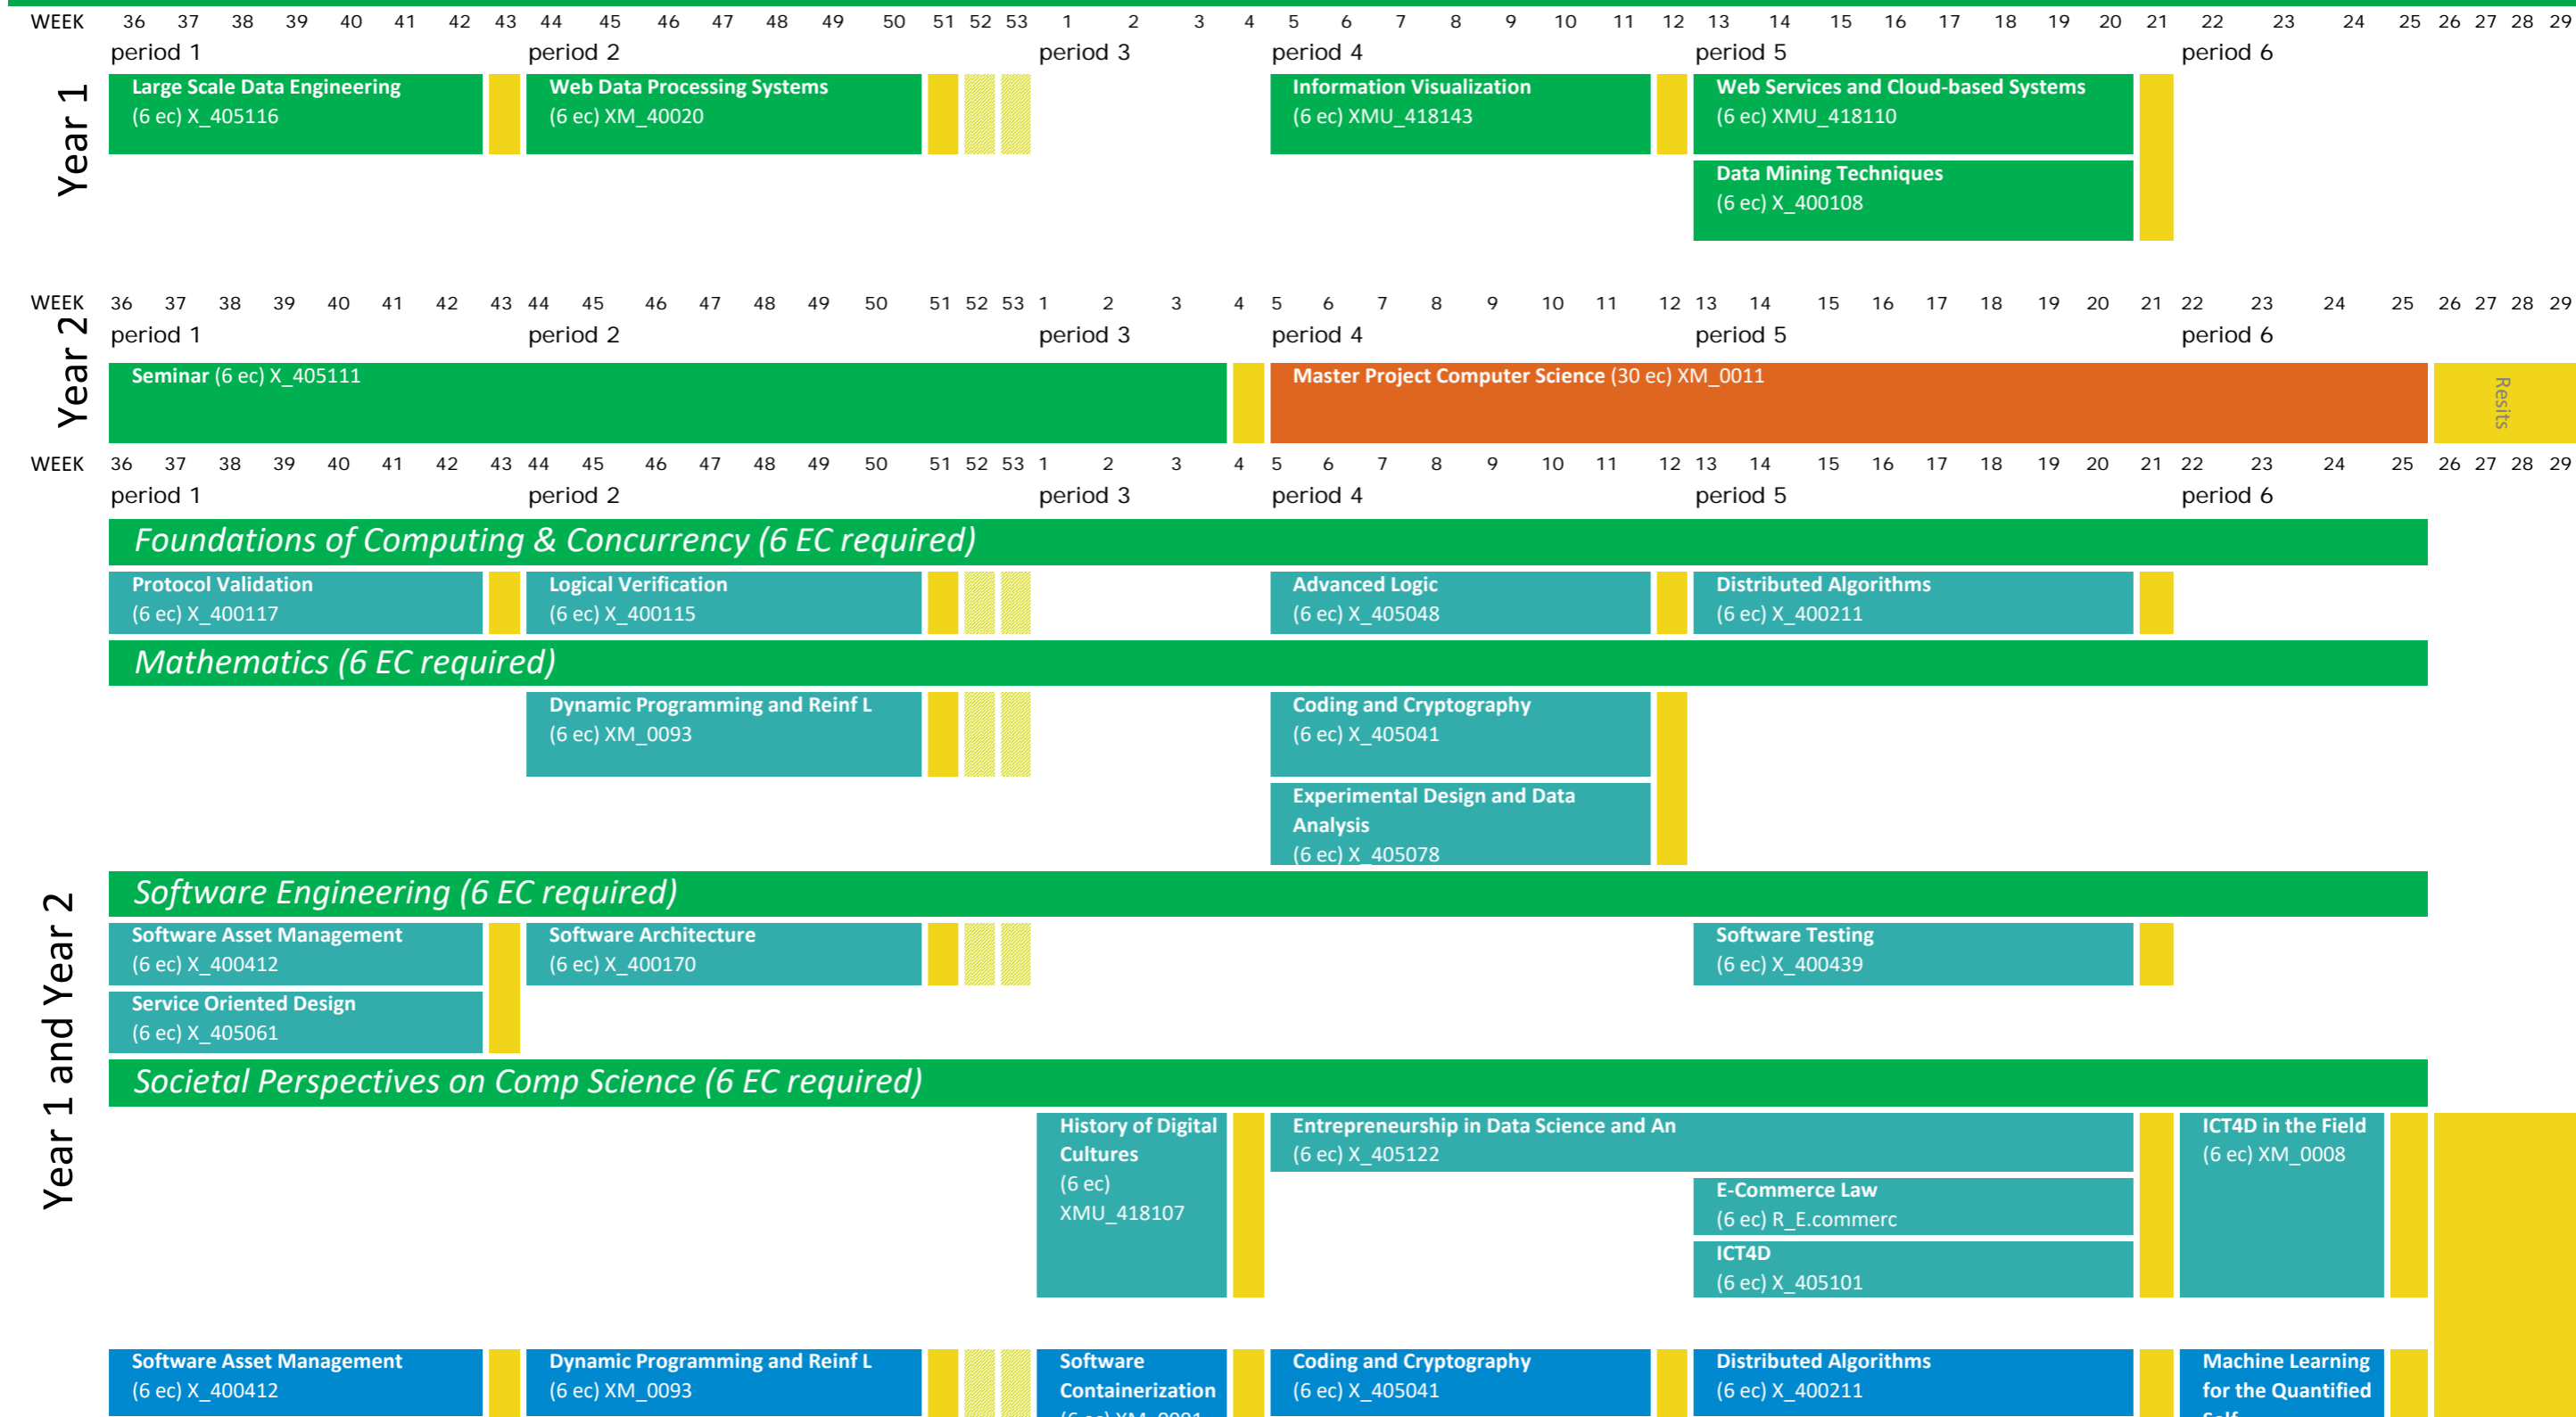 WEEK 36 37 38 39 40 41 42 43 44 45 46 47 48 49 50 51 52 53 1 2 3 4 5 6 7 8 9 10 11 12 13 14 15 16 17 18 19 20 21 22 23 24 25 26 27 28 29
period 1 period 2 period 3 period 4 period 5 period 6
Year 1
Large Scale Data Engineering
(6 ec) X_405116
Web Data Processing Systems
(6 ec) XM_40020
Information Visualization
(6 ec) XMU_418143
Web Services and Cloud-based Systems
(6 ec) XMU_418110
Data Mining Techniques
(6 ec) X_400108
WEEK 36 37 38 39 40 41 42 43 44 45 46 47 48 49 50 51 52 53 1 2 3 4 5 6 7 8 9 10 11 12 13 14 15 16 17 18 19 20 21 22 23 24 25 26 27 28 29
period 1 period 2 period 3 period 4 period 5 period 6
Year 2
Seminar (6 ec) X_405111
Master Project Computer Science (30 ec) XM_0011
Resits
WEEK 36 37 38 39 40 41 42 43 44 45 46 47 48 49 50 51 52 53 1 2 3 4 5 6 7 8 9 10 11 12 13 14 15 16 17 18 19 20 21 22 23 24 25 26 27 28 29
period 1 period 2 period 3 period 4 period 5 period 6
Year 1 and Year 2
Foundations of Computing & Concurrency (6 EC required)
Protocol Validation
(6 ec) X_400117
Logical Verification
(6 ec) X_400115
Advanced Logic
(6 ec) X_405048
Distributed Algorithms
(6 ec) X_400211
Mathematics (6 EC required)
Dynamic Programming and Reinf L
(6 ec) XM_0093
Coding and Cryptography
(6 ec) X_405041
Experimental Design and Data
Analysis
(6 ec) X_405078
Software Engineering (6 EC required)
Software Asset Management
(6 ec) X_400412
Software Architecture
(6 ec) X_400170
Software Testing
(6 ec) X_400439
Service Oriented Design
(6 ec) X_405061
Societal Perspectives on Comp Science (6 EC required)
History of Digital
Cultures
(6 ec)
XMU_418107
Entrepreneurship in Data Science and An
(6 ec) X_405122
ICT4D in the Field
(6 ec) XM_0008
E-Commerce Law
(6 ec) R_E.commerc
ICT4D
(6 ec) X_405101
Software Asset Management
(6 ec) X_400412
Dynamic Programming and Reinf L
(6 ec) XM_0093
Software
Containerization
Coding and Cryptography
(6 ec) X_405041
Distributed Algorithms
(6 ec) X_400211
Machine Learning
for the Quantified